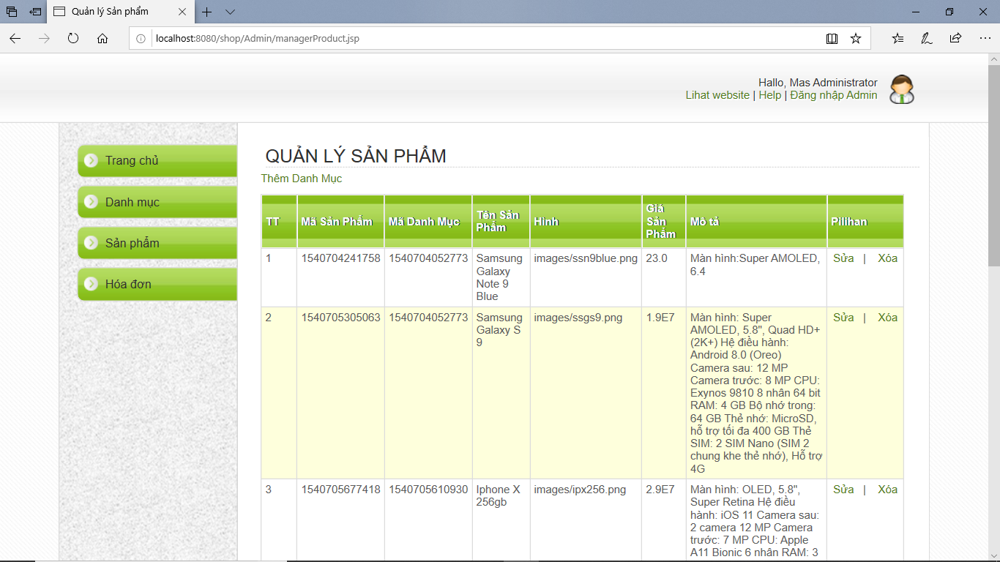 Quản lý Sản phẩm
localhost:8080/shop/Admin/managerProduct.jsp
Hallo, Mas Administrator
Lihat website | Help | Đăng nhập Admin
Trang chủ
Danh mục
Sản phẩm
Hóa đơn
QUẢN LÝ SẢN PHẨM
Thêm Danh Mục
TT
Mã Sản Phẩm
Mã Danh Mục
Tên Sản
Phẩm
Hình
Giá
Sản
Phẩm
Mô tả
Pilihan
1
1540704241758
1540704052773
Samsung
Galaxy
Note 9
Blue
images/ssn9blue.png
23.0
Màn hình:Super AMOLED,
6.4
Sửa | Xóa
2
1540705305063
1540704052773
Samsung
Galaxy S
9
images/ssgs9.png
1.9E7
Màn hình: Super
AMOLED, 5.8", Quad HD+
(2K+) Hệ điều hành:
Android 8.0 (Oreo)
Camera sau: 12 MP
Camera trước: 8 MP CPU:
Exynos 9810 8 nhân 64 bit
RAM: 4 GB Bộ nhớ trong:
64 GB Thẻ nhớ: MicroSD,
hỗ trợ tối đa 400 GB Thẻ
SIM: 2 SIM Nano (SIM 2
chung khe thẻ nhớ), Hỗ trợ
4G
Sửa | Xóa
3
1540705677418
1540705610930
Iphone X
256gb
images/ipx256.png
2.9E7
Màn hình: OLED, 5.8",
Super Retina Hệ điều
hành: iOS 11 Camera sau:
2 camera 12 MP Camera
trước: 7 MP CPU: Apple
A11 Bionic 6 nhân RAM: 3
Sửa | Xóa